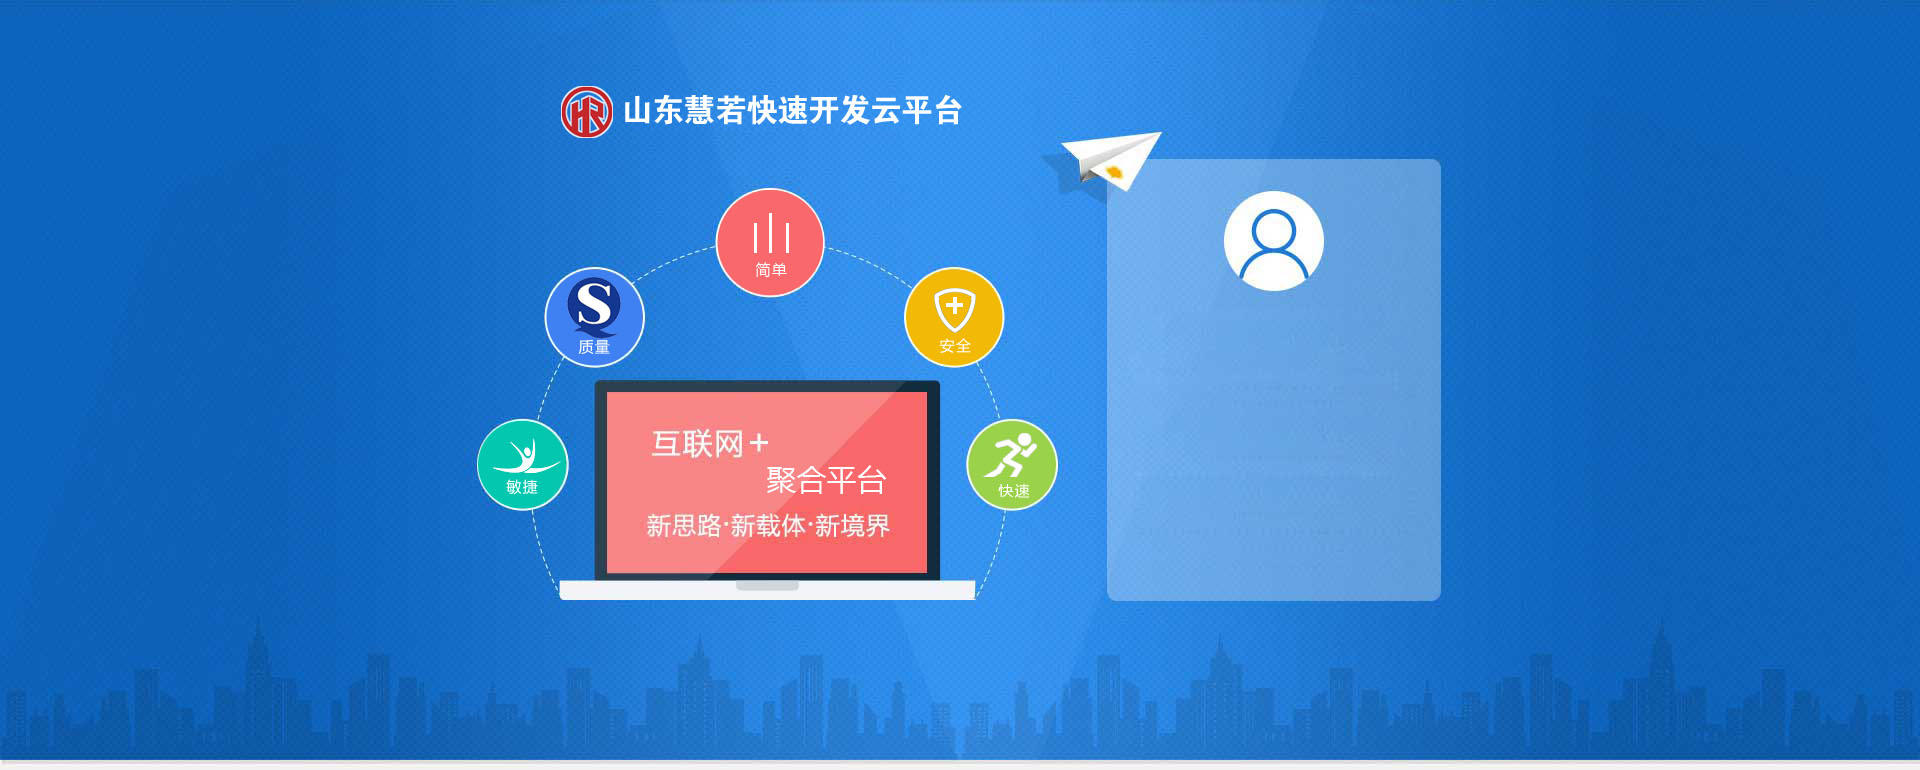 山东慧若快速开发云平台
简单
质量
安全
互联网+
聚合平台
敏捷
快速
新思路·新载体·新境界